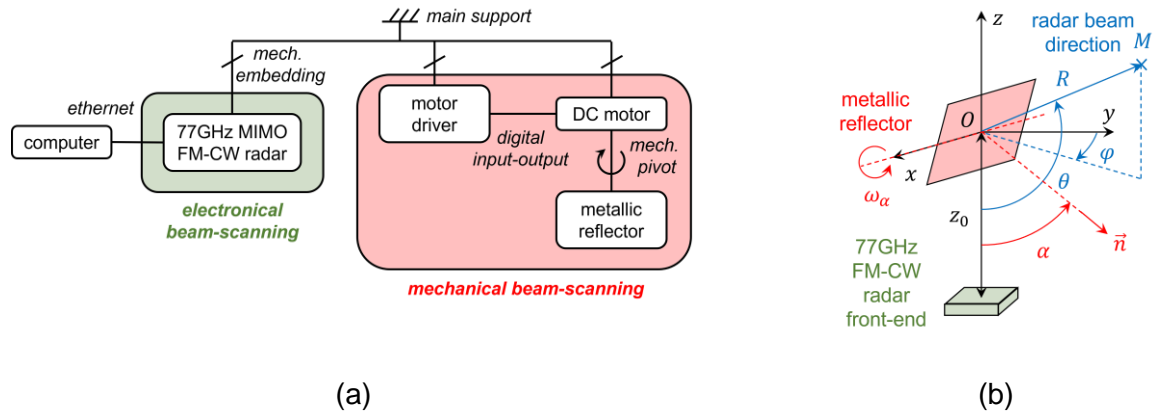 main support
mech.
embedding
ethernet
computer
77GHz MIMO
FM-CW radar
electronical
beam-scanning
motor
driver
digital
input-output
DC motor
mech.
pivot
metallic
reflector
mechanical beam-scanning
(a)
z
radar beam
direction
M
R
metallic
reflector
O
y
φ
x
ω_α
θ
z₀
α
n⃗
77GHz
FM-CW
radar
front-end
(b)